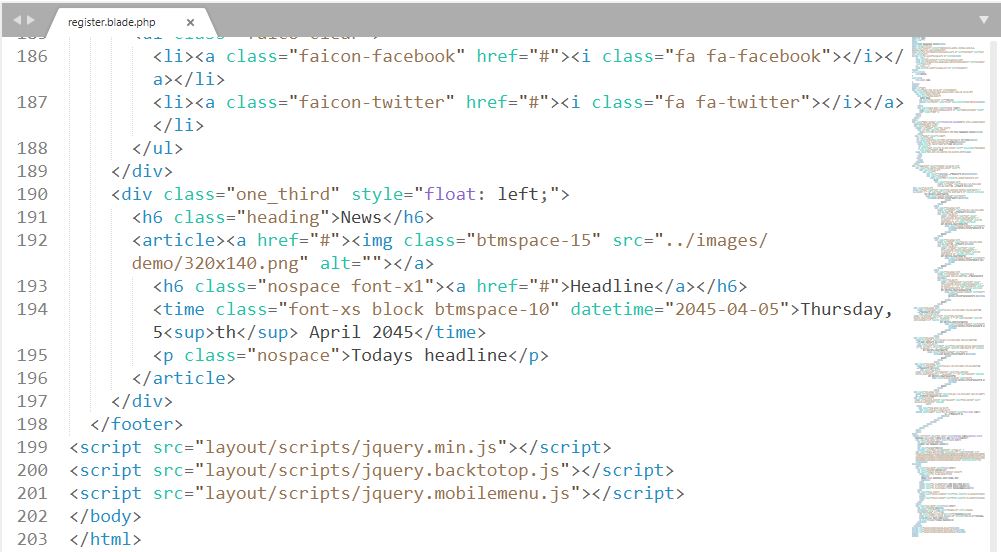 register.blade.php
186 <li><a class="faicon-facebook" href="#"><i class="fa fa-facebook"></i></
a></li>
187 <li><a class="faicon-twitter" href="#"><i class="fa fa-twitter"></i></a>
</li>
188 </ul>
189 </div>
190 <div class="one_third" style="float: left;">
191 <h6 class="heading">News</h6>
192 <article><a href="#"><img class="btmspace-15" src="../images/
demo/320x140.png" alt=""></a>
193 <h6 class="nospace font-x1"><a href="#">Headline</a></h6>
194 <time class="font-xs block btmspace-10" datetime="2045-04-05">Thursday,
5<sup>th</sup> April 2045</time>
195 <p class="nospace">Todays headline</p>
196 </article>
197 </div>
198 </footer>
199 <script src="layout/scripts/jquery.min.js"></script>
200 <script src="layout/scripts/jquery.backtotop.js"></script>
201 <script src="layout/scripts/jquery.mobilemenu.js"></script>
202 </body>
203 </html>